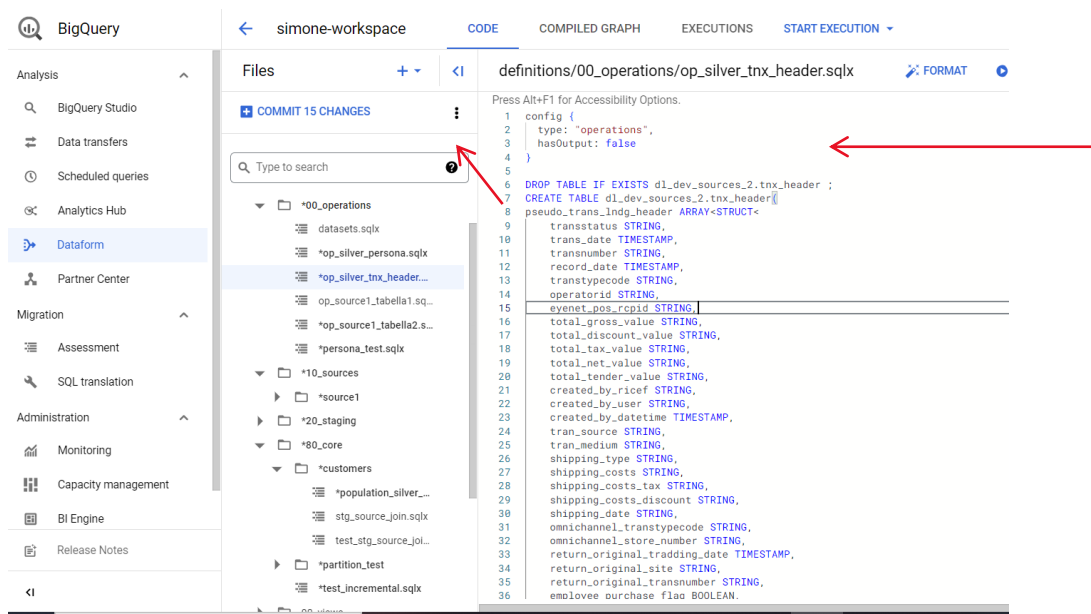 BigQuery
simone-workspace
CODE
COMPILED GRAPH
EXECUTIONS
START EXECUTION
Analysis
BigQuery Studio
Data transfers
Scheduled queries
Analytics Hub
Dataform
Partner Center
Migration
Assessment
SQL translation
Administration
Monitoring
Capacity management
BI Engine
Release Notes
Files
COMMIT 15 CHANGES
Type to search
*00_operations
datasets.sqlx
*op_silver_persona.sqlx
*op_silver_tnx_header....
op_source1_tabella1.sq...
*op_source1_tabella2.s...
*persona_test.sqlx
*10_sources
*source1
*20_staging
*80_core
*customers
*population_silver_...
stg_source_join.sqlx
test_stg_source_joi...
*partition_test
*test_incremental.sqlx
definitions/00_operations/op_silver_tnx_header.sqlx
FORMAT
Press Alt+F1 for Accessibility Options.
1 config {
2 type: "operations",
3 hasOutput: false
4 }
5
6 DROP TABLE IF EXISTS dl_dev_sources_2.tnx_header ;
7 CREATE TABLE dl_dev_sources_2.tnx_header(
8 pseudo_trans_lndg_header ARRAY<STRUCT<
9 transstatus STRING,
10 trans_date TIMESTAMP,
11 transnumber STRING,
12 record_date TIMESTAMP,
13 transtypecode STRING,
14 operatorid STRING,
15 eyenet_pos_rcpid STRING,
16 total_gross_value STRING,
17 total_discount_value STRING,
18 total_tax_value STRING,
19 total_net_value STRING,
20 total_tender_value STRING,
21 created_by_ricef STRING,
22 created_by_user STRING,
23 created_by_datetime TIMESTAMP,
24 tran_source STRING,
25 tran_medium STRING,
26 shipping_type STRING,
27 shipping_costs STRING,
28 shipping_costs_tax STRING,
29 shipping_costs_discount STRING,
30 shipping_date STRING,
31 omnichannel_transtypecode STRING,
32 omnichannel_store_number STRING,
33 return_original_tradding_date TIMESTAMP,
34 return_original_site STRING,
35 return_original_transnumber STRING,
36 employee_purchase_flag BOOLEAN,